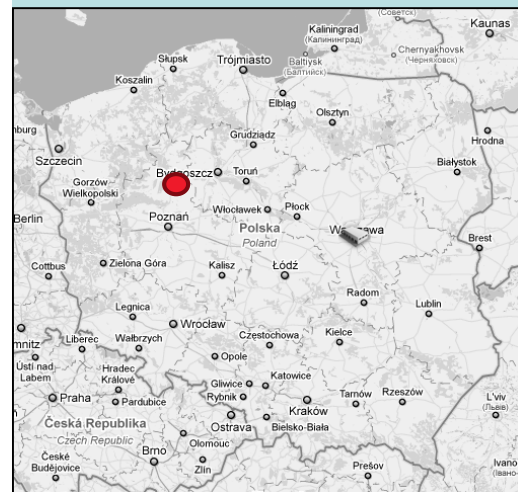 (Советск)
Kaliningrad
(Калининград)
Kaunas
Słupsk
Trójmiasto
Baltiysk
(Балтийск)
Chernyakhovsk
(Черняховск)
Koszalin
Elbląg
Olsztyn
Grudziądz
Hrodna
Szczecin
Bydgoszcz
Toruń
Białystok
Gorzów
Wielkopolski
Berlin
Włocławek
Płock
Poznań
Polska
Poland
Brest
Cottbus
Zielona Góra
Kalisz
Łódź
Radom
Lublin
Legnica
Wrocław
Liberec
Wałbrzych
Częstochowa
Kielce
Ústí nad
Labem
Opole
Hradec
Králové
Gliwice
Katowice
Rybnik
Tarnów
Rzeszów
Praha
Pardubice
Kraków
L'viv
(Львів)
Česká Republika
Czech Republic
Ostrava
Bielsko-Biała
Olomouc
České
Budějovice
Brno
Zlín
Prešov